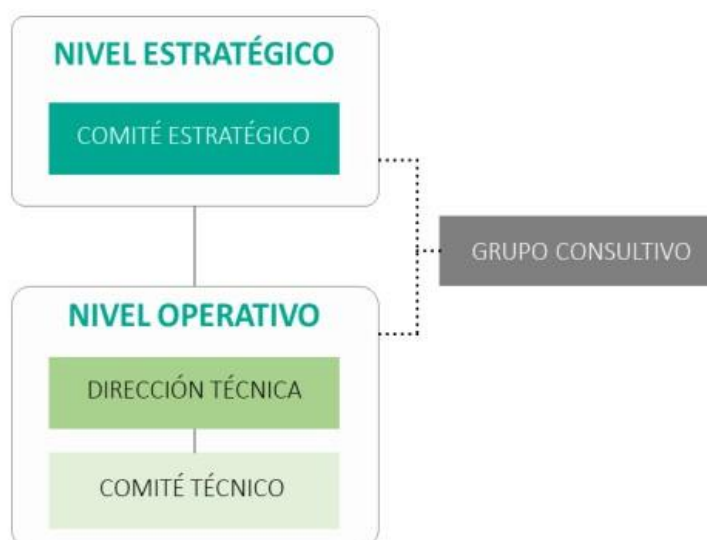 NIVEL ESTRATÉGICO
COMITÉ ESTRATÉGICO
GRUPO CONSULTIVO
NIVEL OPERATIVO
DIRECCIÓN TÉCNICA
COMITÉ TÉCNICO